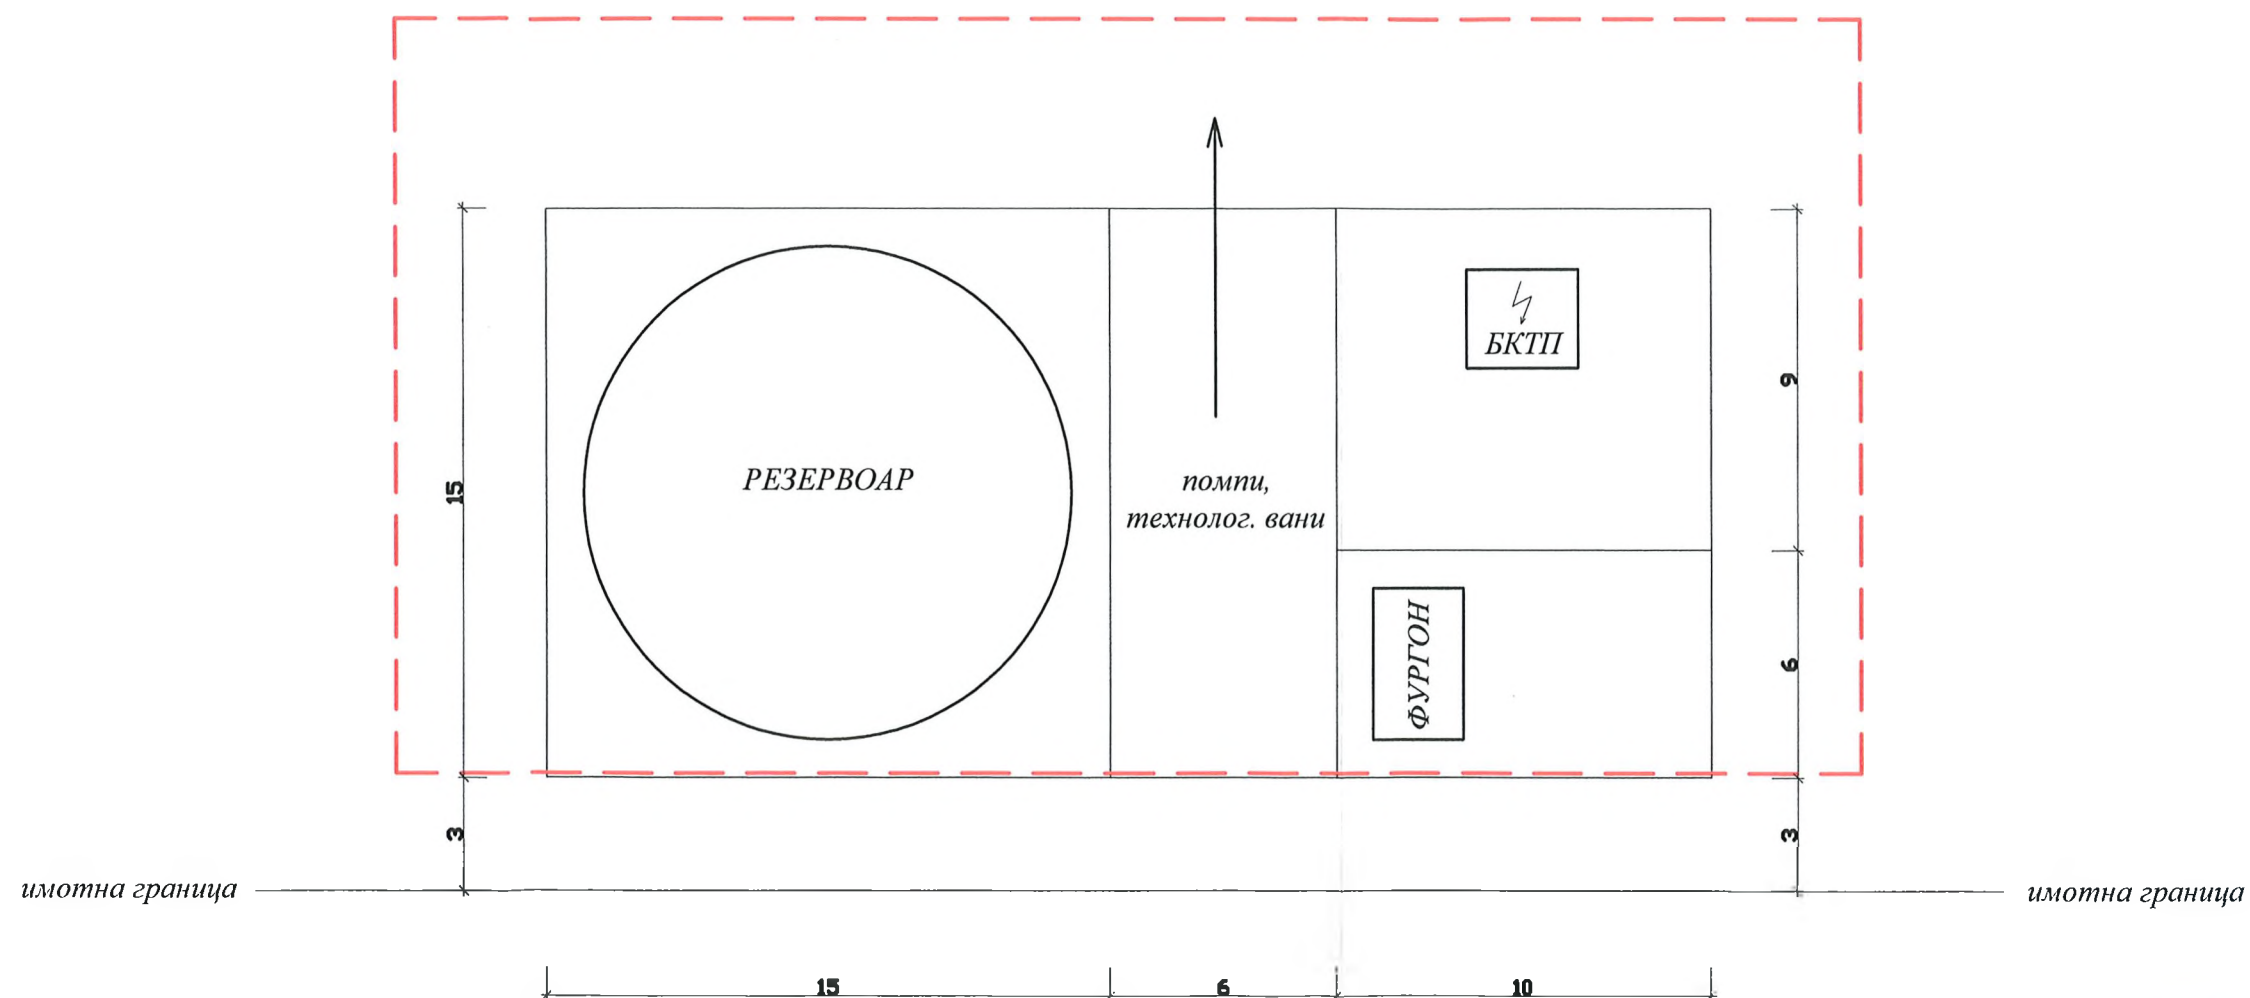 БКТП
9
РЕЗЕРВОАР
помпи,
технолог. вани
15
ФУРГОН
6
3
3
имотна граница
имотна граница
15
6
10